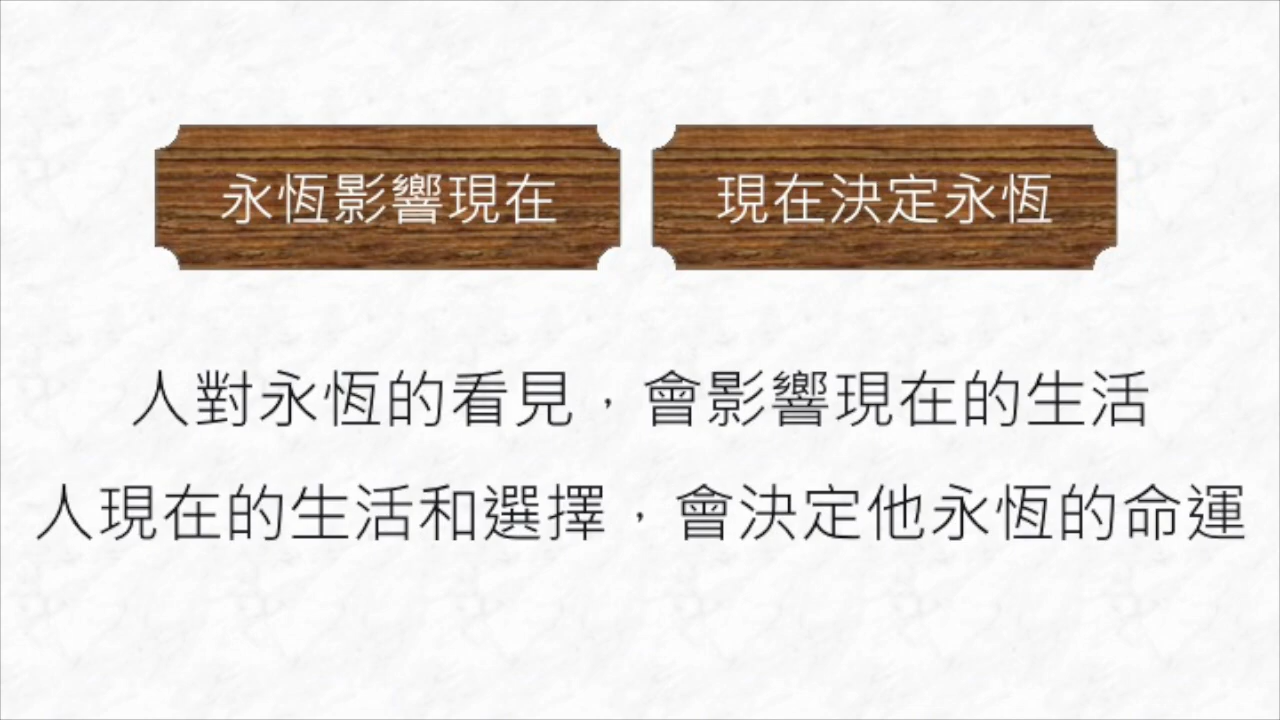 永恆影響現在
現在決定永恆
人對永恆的看見，會影響現在的生活
人現在的生活和選擇，會決定他永恆的命運